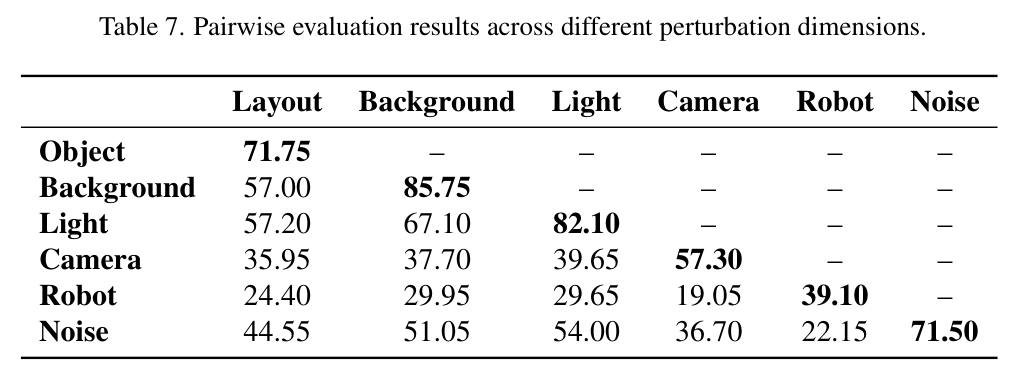 Table 7. Pairwise evaluation results across different perturbation dimensions.
Layout Background Light Camera Robot Noise
Object 71.75 – – – – –
Background 57.00 85.75 – – – –
Light 57.20 67.10 82.10 – – –
Camera 35.95 37.70 39.65 57.30 – –
Robot 24.40 29.95 29.65 19.05 39.10 –
Noise 44.55 51.05 54.00 36.70 22.15 71.50